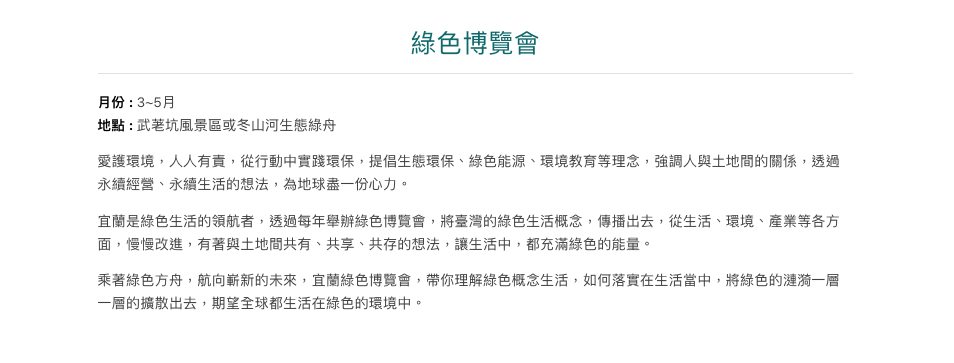 綠色博覽會
月份 : 3~5月
地點 : 武荖坑風景區或冬山河生態綠舟
愛護環境，人人有責，從行動中實踐環保，提倡生態環保、綠色能源、環境教育等理念，強調人與土地間的關係，透過
永續經營、永續生活的想法，為地球盡一份心力。
宜蘭是綠色生活的領航者，透過每年舉辦綠色博覽會，將臺灣的綠色生活概念，傳播出去，從生活、環境、產業等各方
面，慢慢改進，有著與土地間共有、共享、共存的想法，讓生活中，都充滿綠色的能量。
乘著綠色方舟，航向嶄新的未來，宜蘭綠色博覽會，帶你理解綠色概念生活，如何落實在生活當中，將綠色的漣漪一層
一層的擴散出去，期望全球都生活在綠色的環境中。